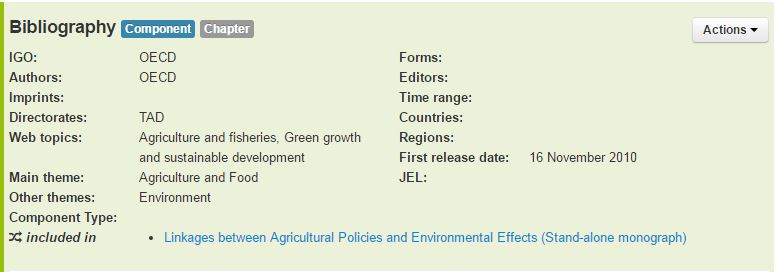 Bibliography Component Chapter
Actions
IGO: OECD
Authors: OECD
Imprints:
Directorates: TAD
Web topics: Agriculture and fisheries, Green growth
and sustainable development
Main theme: Agriculture and Food
Other themes: Environment
Component Type:
included in • Linkages between Agricultural Policies and Environmental Effects (Stand-alone monograph)
Forms:
Editors:
Time range:
Countries:
Regions:
First release date: 16 November 2010
JEL: